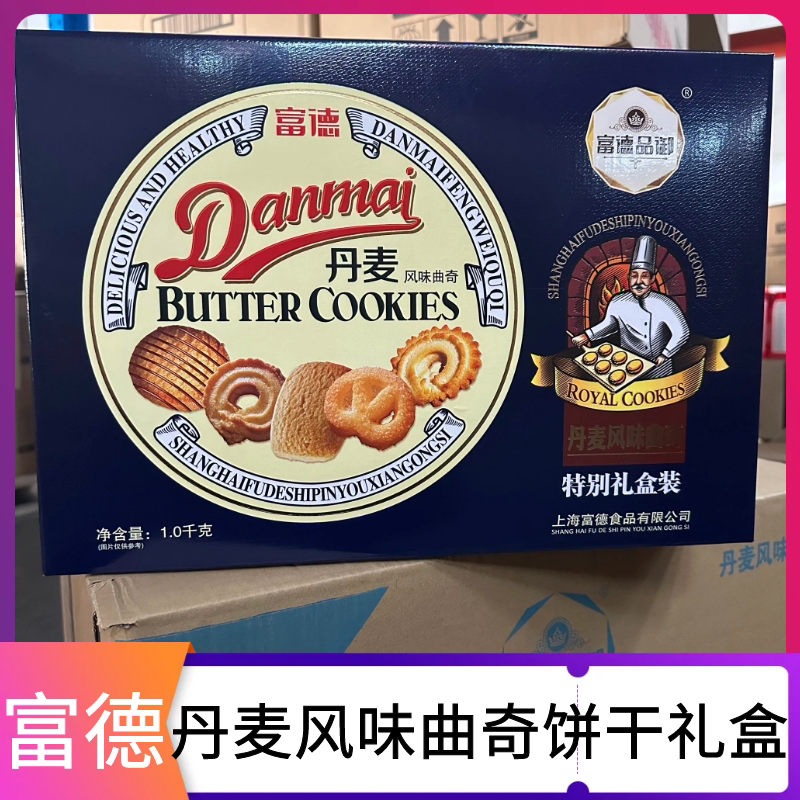 富德
DELICIOUS AND HEALTHY
DANMAIFENGWEIQUQI
Danmai
丹麦 风味曲奇
BUTTER COOKIES
SHANGHAIFUDESHIPINYOUXIANGONGSI
净含量：1.0千克
(图片仅供参考)
®
富德品御
SHANGHAIFUDESHIPINYOUXIANGONGSI
ROYAL COOKIES
丹麦风味曲奇
特别礼盒装
上海富德食品有限公司
SHANG HAI FU DE SHI PIN YOU XIAN GONG SI
丹麦风味
富德
丹麦风味曲奇饼干礼盒